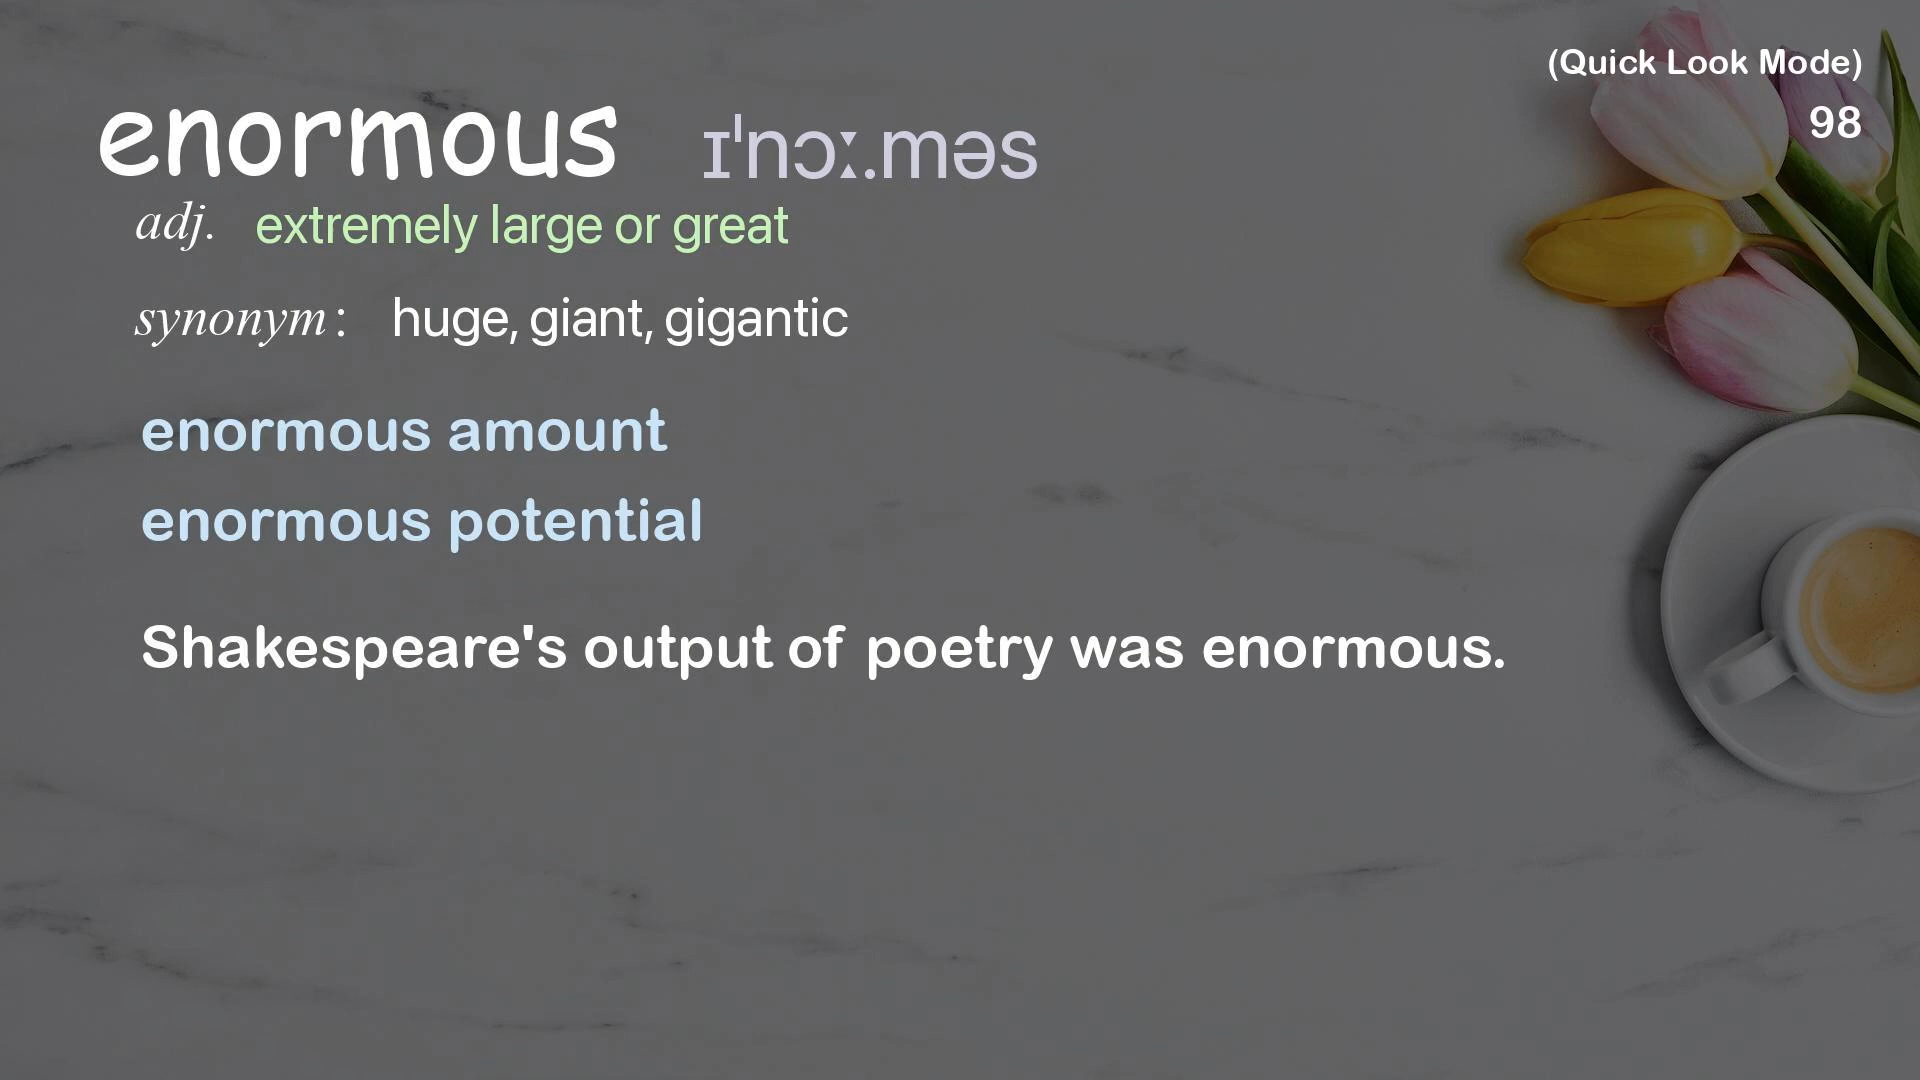 (Quick Look Mode)
98
enormous ɪˈnɔː.məs
adj. extremely large or great
synonym: huge, giant, gigantic
enormous amount
enormous potential
Shakespeare's output of poetry was enormous.